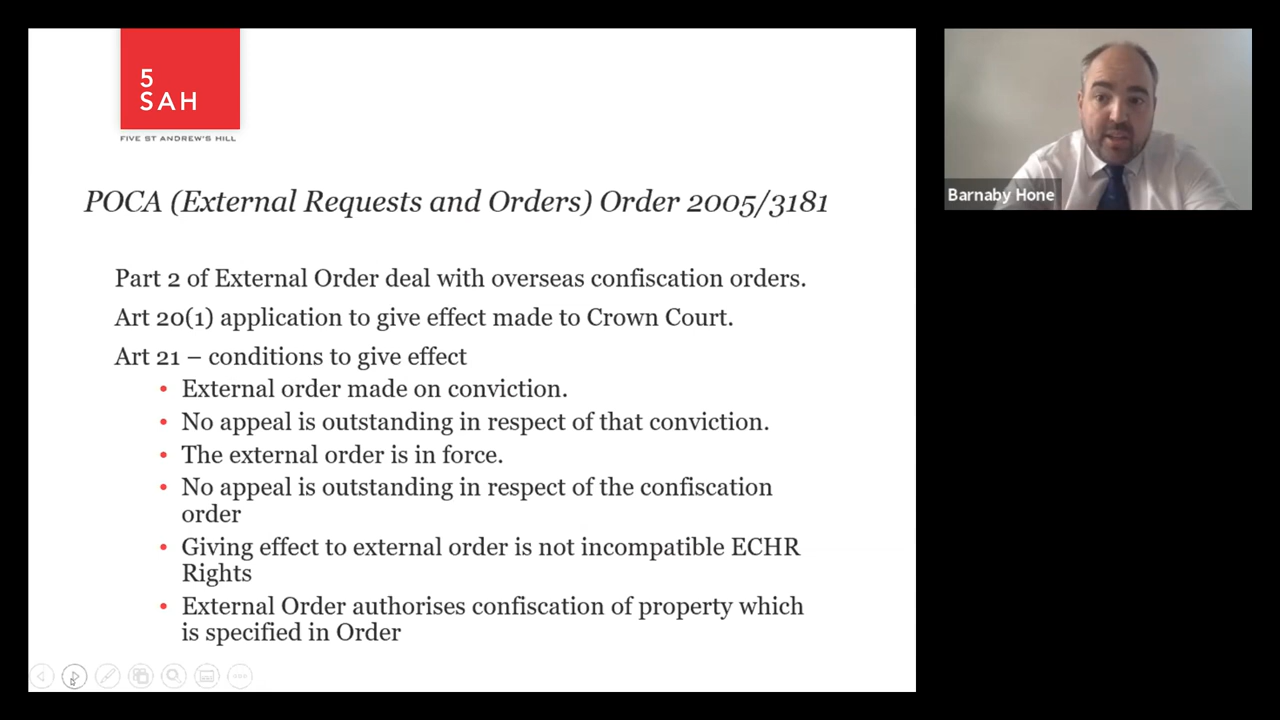 5
SAH
FIVE ST ANDREW'S HILL
POCA (External Requests and Orders) Order 2005/3181
Part 2 of External Order deal with overseas confiscation orders.
Art 20(1) application to give effect made to Crown Court.
Art 21 – conditions to give effect
• External order made on conviction.
• No appeal is outstanding in respect of that conviction.
• The external order is in force.
• No appeal is outstanding in respect of the confiscation
order
• Giving effect to external order is not incompatible ECHR
Rights
• External Order authorises confiscation of property which
is specified in Order
Barnaby Hone